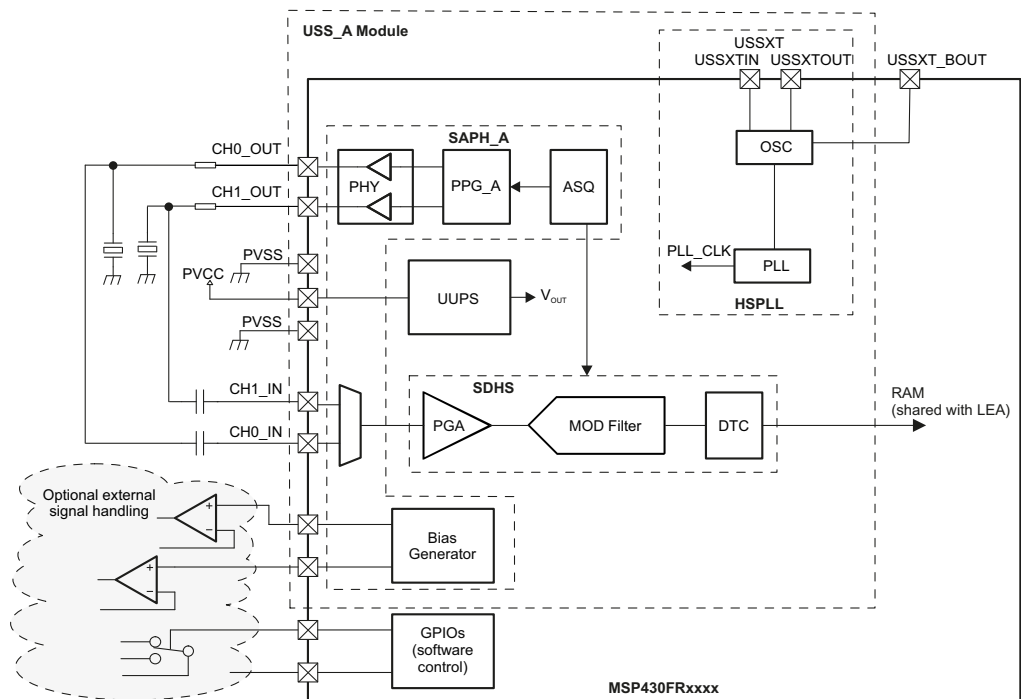 USS_A Module
USSXT
USSXTIN
USSXTOUT
USSXT_BOUT
SAPH_A
CH0_OUT
OSC
PHY
PPG_A
ASQ
CH1_OUT
PVSS
PLL_CLK
PLL
PVCC
UUPS
VOUT
HSPLL
PVSS
SDHS
CH1_IN
RAM
(shared with LEA)
PGA
MOD Filter
DTC
CH0_IN
Optional external
signal handling
+
−
Bias
Generator
+
−
GPIOs
(software
control)
MSP430FRxxxx